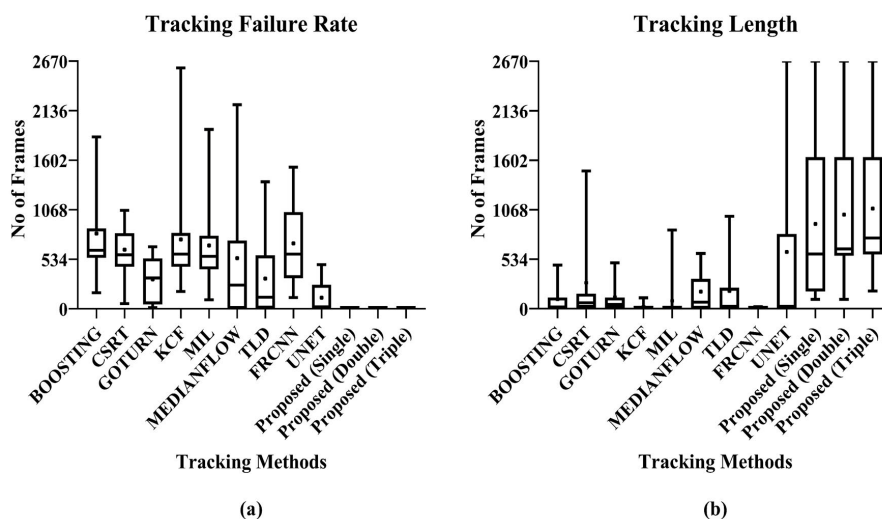 Tracking Failure Rate
No of Frames
2670
2136
1602
1068
534
0
BOOSTING
CSRT
GOTURN
KCF
MIL
MEDIANFLOW
TLD
FRCNN
UNET
Proposed (Single)
Proposed (Double)
Proposed (Triple)
Tracking Methods
(a)
Tracking Length
No of Frames
2670
2136
1602
1068
534
0
BOOSTING
CSRT
GOTURN
KCF
MIL
MEDIANFLOW
TLD
FRCNN
UNET
Proposed (Single)
Proposed (Double)
Proposed (Triple)
Tracking Methods
(b)